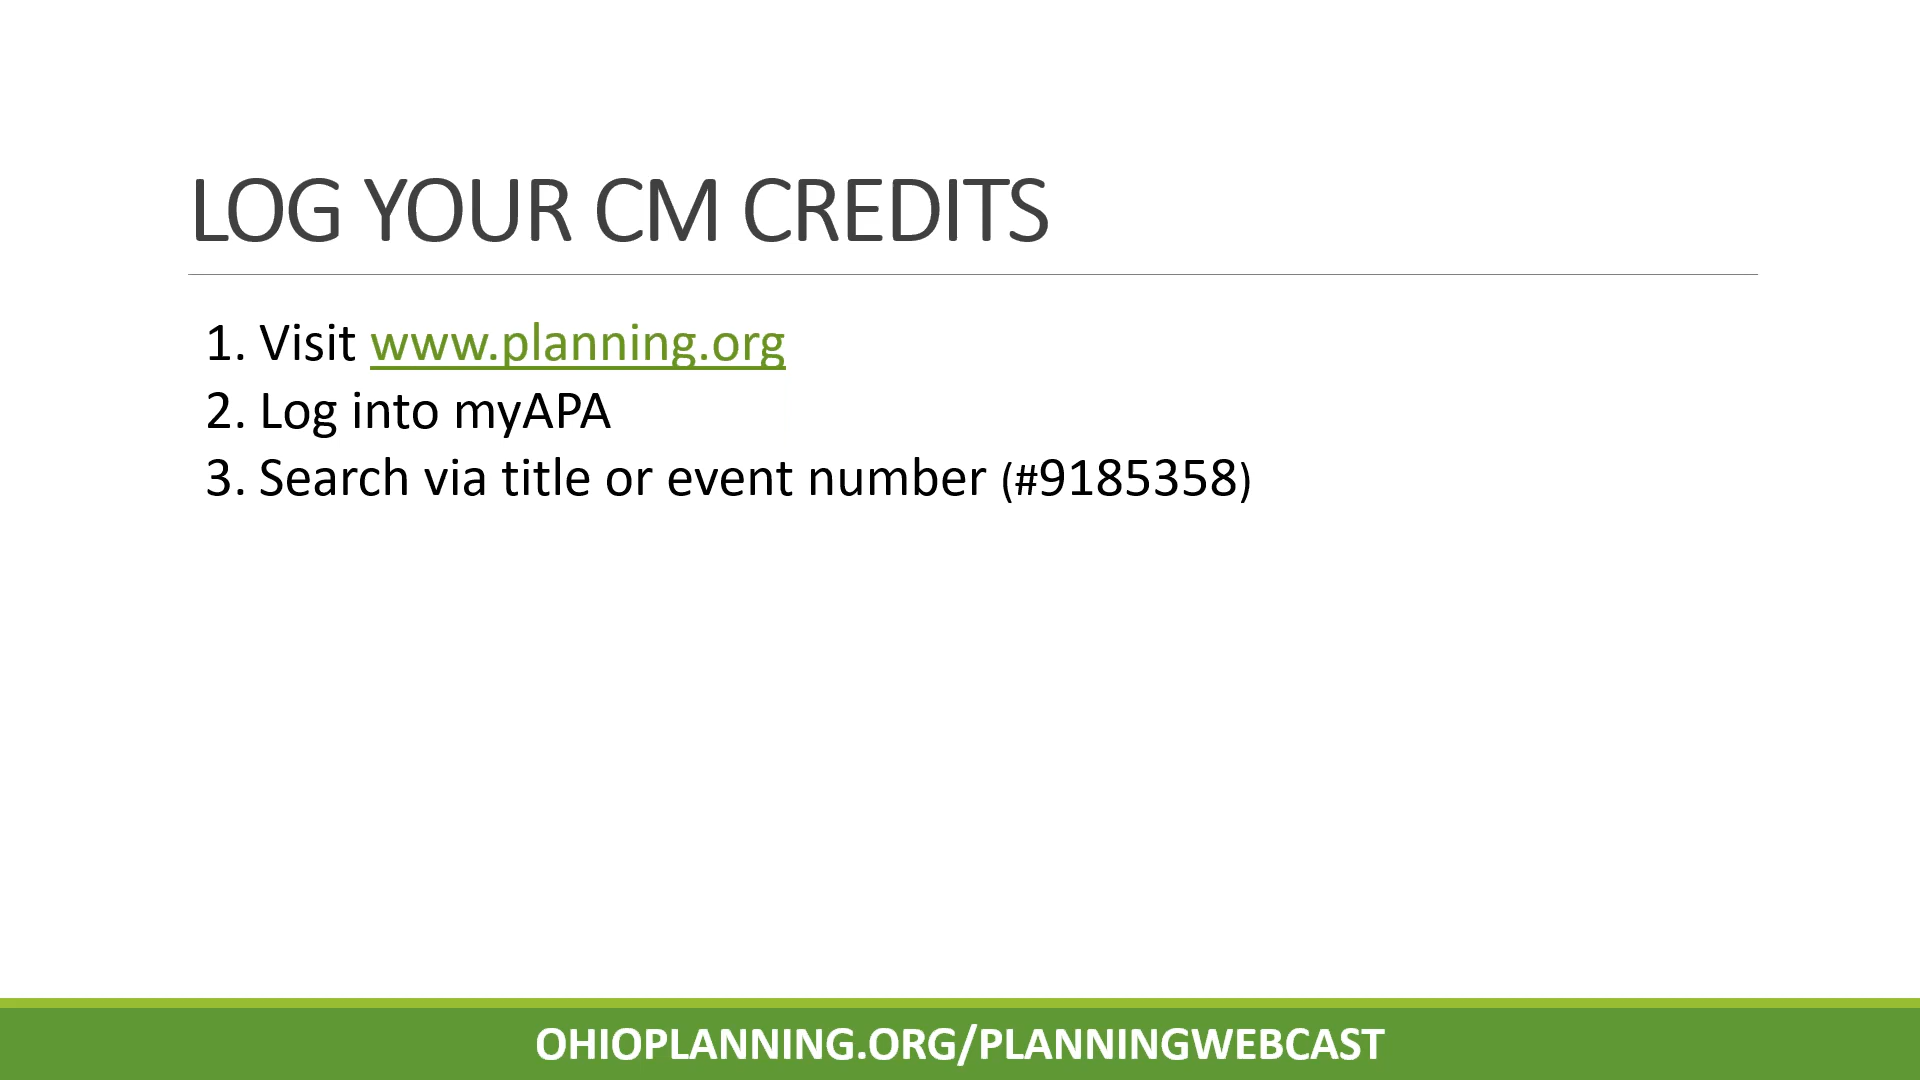 LOG YOUR CM CREDITS
1. Visit www.planning.org
2. Log into myAPA
3. Search via title or event number (#9185358)
OHIOPLANNING.ORG/PLANNINGWEBCAST